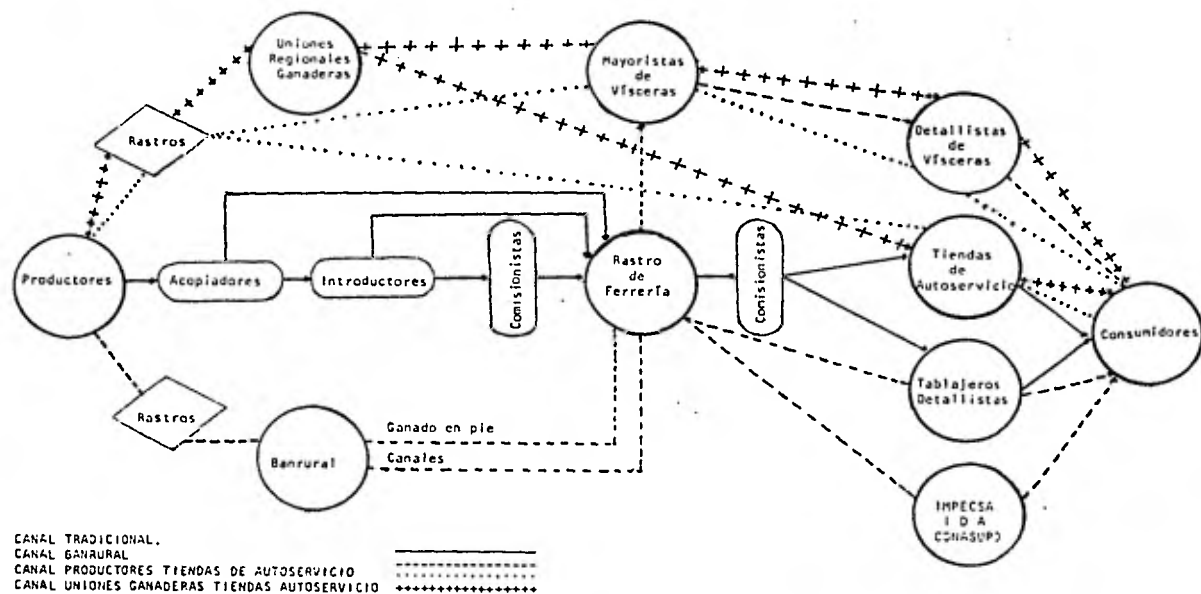 Uniones
Regionales
Ganaderas
Mayoristas
de
Vísceras
Rastros
Detallistas
de
Vísceras
Productores
Acopiadores
Introductores
Comisionistas
Rastro
de
Ferrería
Comisionistas
Tiendas
de
Autoservicio
Consumidores
Tablajeros
Detallistas
Rastros
Banrural
Ganado en pie
Canales
IMPECSA
I D A
CONASUPO
CANAL TRADICIONAL.
CANAL BANRURAL
CANAL PRODUCTORES TIENDAS DE AUTOSERVICIO
CANAL UNIONES GANADERAS TIENDAS AUTOSERVICIO